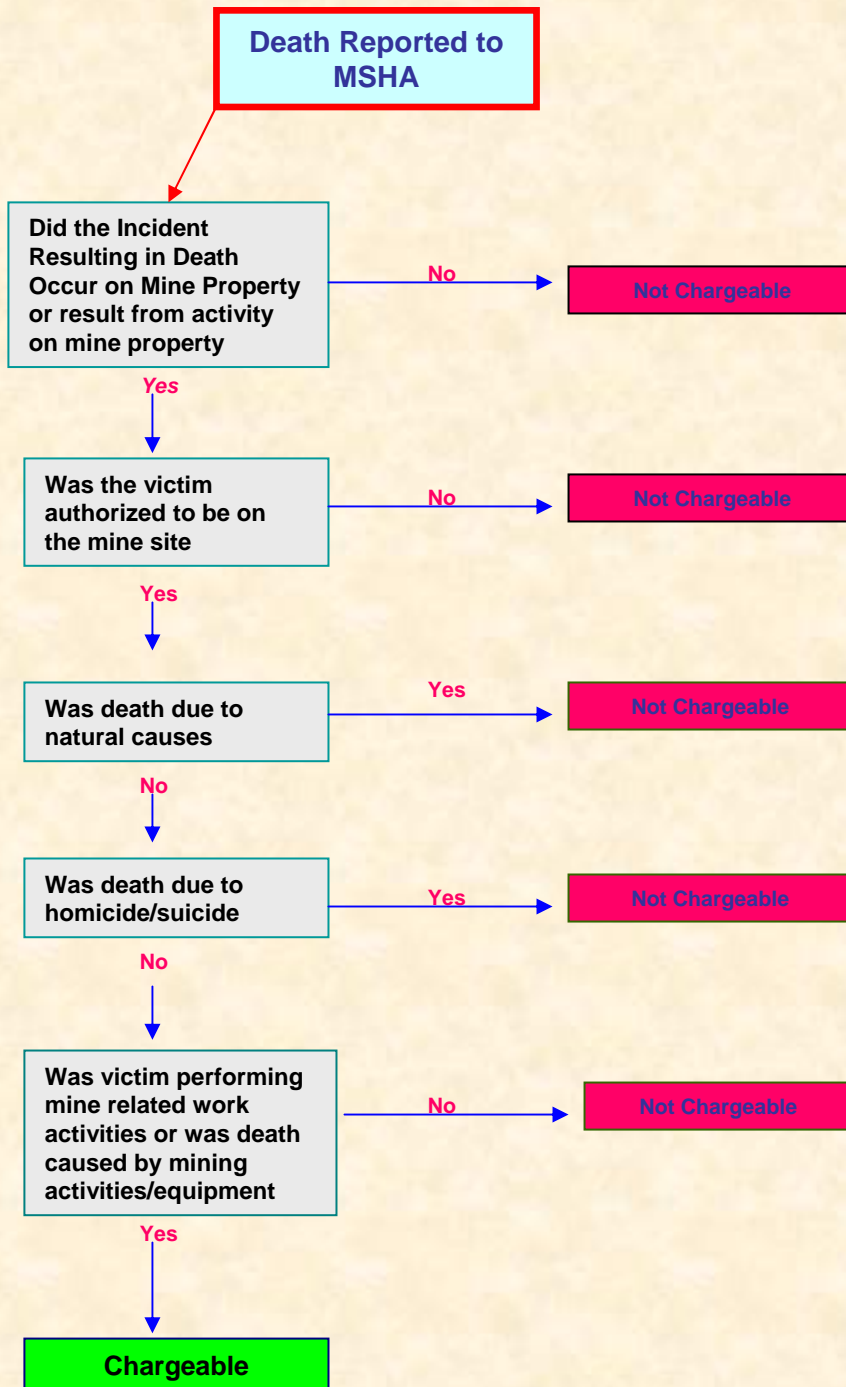 Death Reported to
MSHA
Did the Incident
Resulting in Death
Occur on Mine Property
or result from activity
on mine property
No
Not Chargeable
Yes
Was the victim
authorized to be on
the mine site
No
Not Chargeable
Yes
Was death due to
natural causes
Yes
Not Chargeable
No
Was death due to
homicide/suicide
Yes
Not Chargeable
No
Was victim performing
mine related work
activities or was death
caused by mining
activities/equipment
No
Not Chargeable
Yes
Chargeable